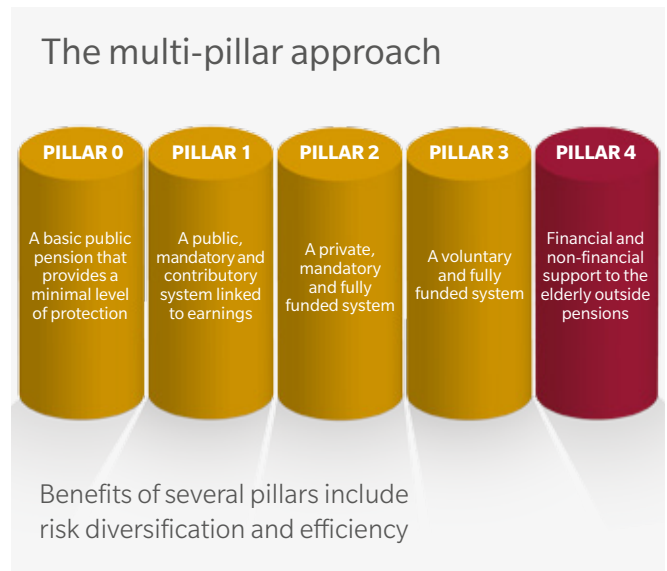 The multi-pillar approach
PILLAR 0
A basic public
pension that
provides a
minimal level
of protection
PILLAR 1
A public,
mandatory and
contributory
system linked
to earnings
PILLAR 2
A private,
mandatory
and fully
funded system
PILLAR 3
A voluntary
and fully
funded system
PILLAR 4
Financial and
non-financial
support to the
elderly outside
pensions
Benefits of several pillars include
risk diversification and efficiency